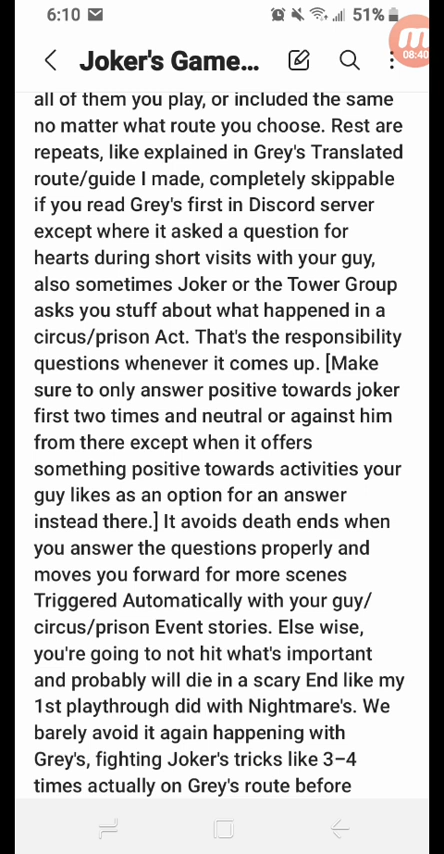 6:10
51%
08:40
Joker's Game...
all of them you play, or included the same
no matter what route you choose. Rest are
repeats, like explained in Grey's Translated
route/guide I made, completely skippable
if you read Grey's first in Discord server
except where it asked a question for
hearts during short visits with your guy,
also sometimes Joker or the Tower Group
asks you stuff about what happened in a
circus/prison Act. That's the responsibility
questions whenever it comes up. [Make
sure to only answer positive towards joker
first two times and neutral or against him
from there except when it offers
something positive towards activities your
guy likes as an option for an answer
instead there.] It avoids death ends when
you answer the questions properly and
moves you forward for more scenes
Triggered Automatically with your guy/
circus/prison Event stories. Else wise,
you're going to not hit what's important
and probably will die in a scary End like my
1st playthrough did with Nightmare's. We
barely avoid it again happening with
Grey's, fighting Joker's tricks like 3–4
times actually on Grey's route before